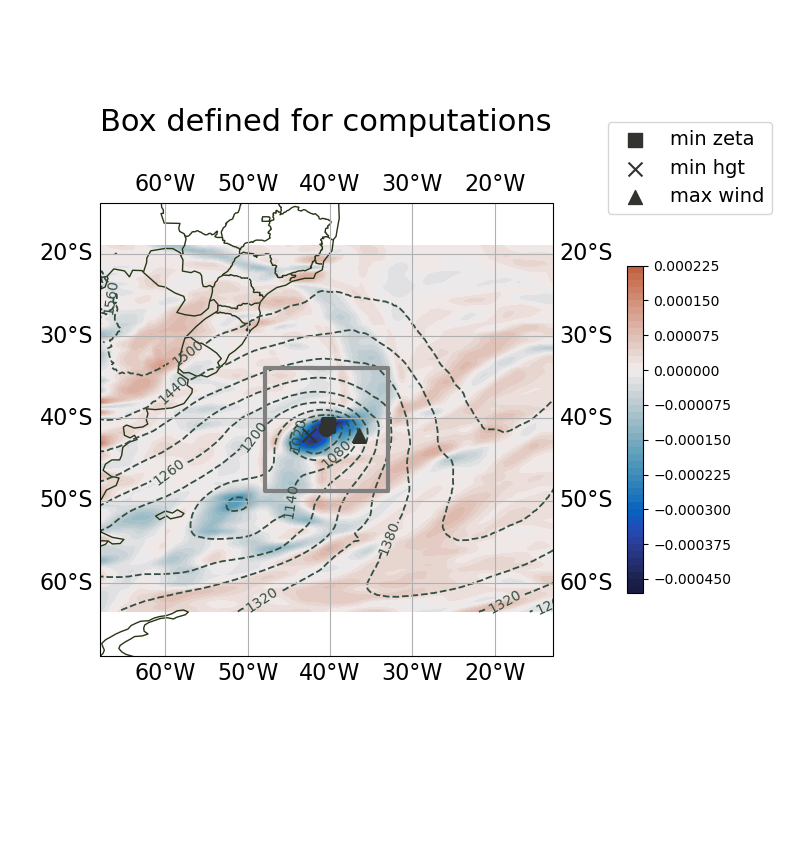 Box defined for computations
min zeta
min hgt
max wind
60°W 50°W 40°W 30°W 20°W
20°S 20°S
30°S 30°S
40°S 40°S
50°S 50°S
60°S 60°S
60°W 50°W 40°W 30°W 20°W
0.000225
0.000150
0.000075
0.000000
−0.000075
−0.000150
−0.000225
−0.000300
−0.000375
−0.000450
1560
1500
1440
1200
1260
1080
1140
1380
1320
1320